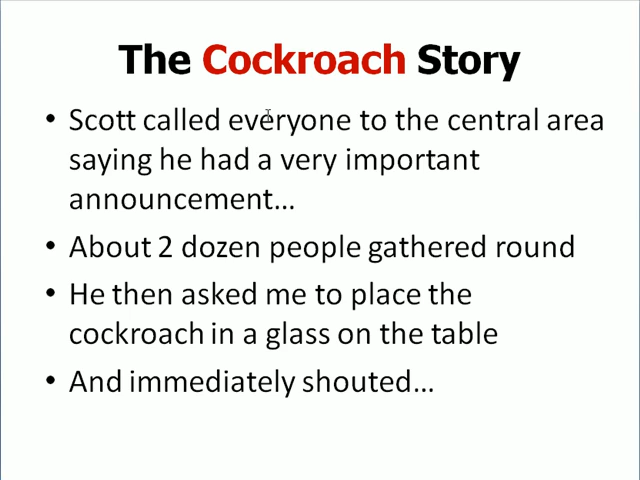 The Cockroach Story
• Scott called everyone to the central area
saying he had a very important
announcement...
• About 2 dozen people gathered round
• He then asked me to place the
cockroach in a glass on the table
• And immediately shouted...